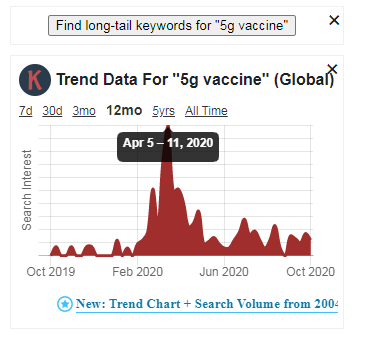 Find long-tail keywords for "5g vaccine"
K Trend Data For "5g vaccine" (Global)
7d 30d 3mo 12mo 5yrs All Time
Apr 5 – 11, 2020
Search Interest
Oct 2019 Feb 2020 Jun 2020 Oct 2020
New: Trend Chart + Search Volume from 2004